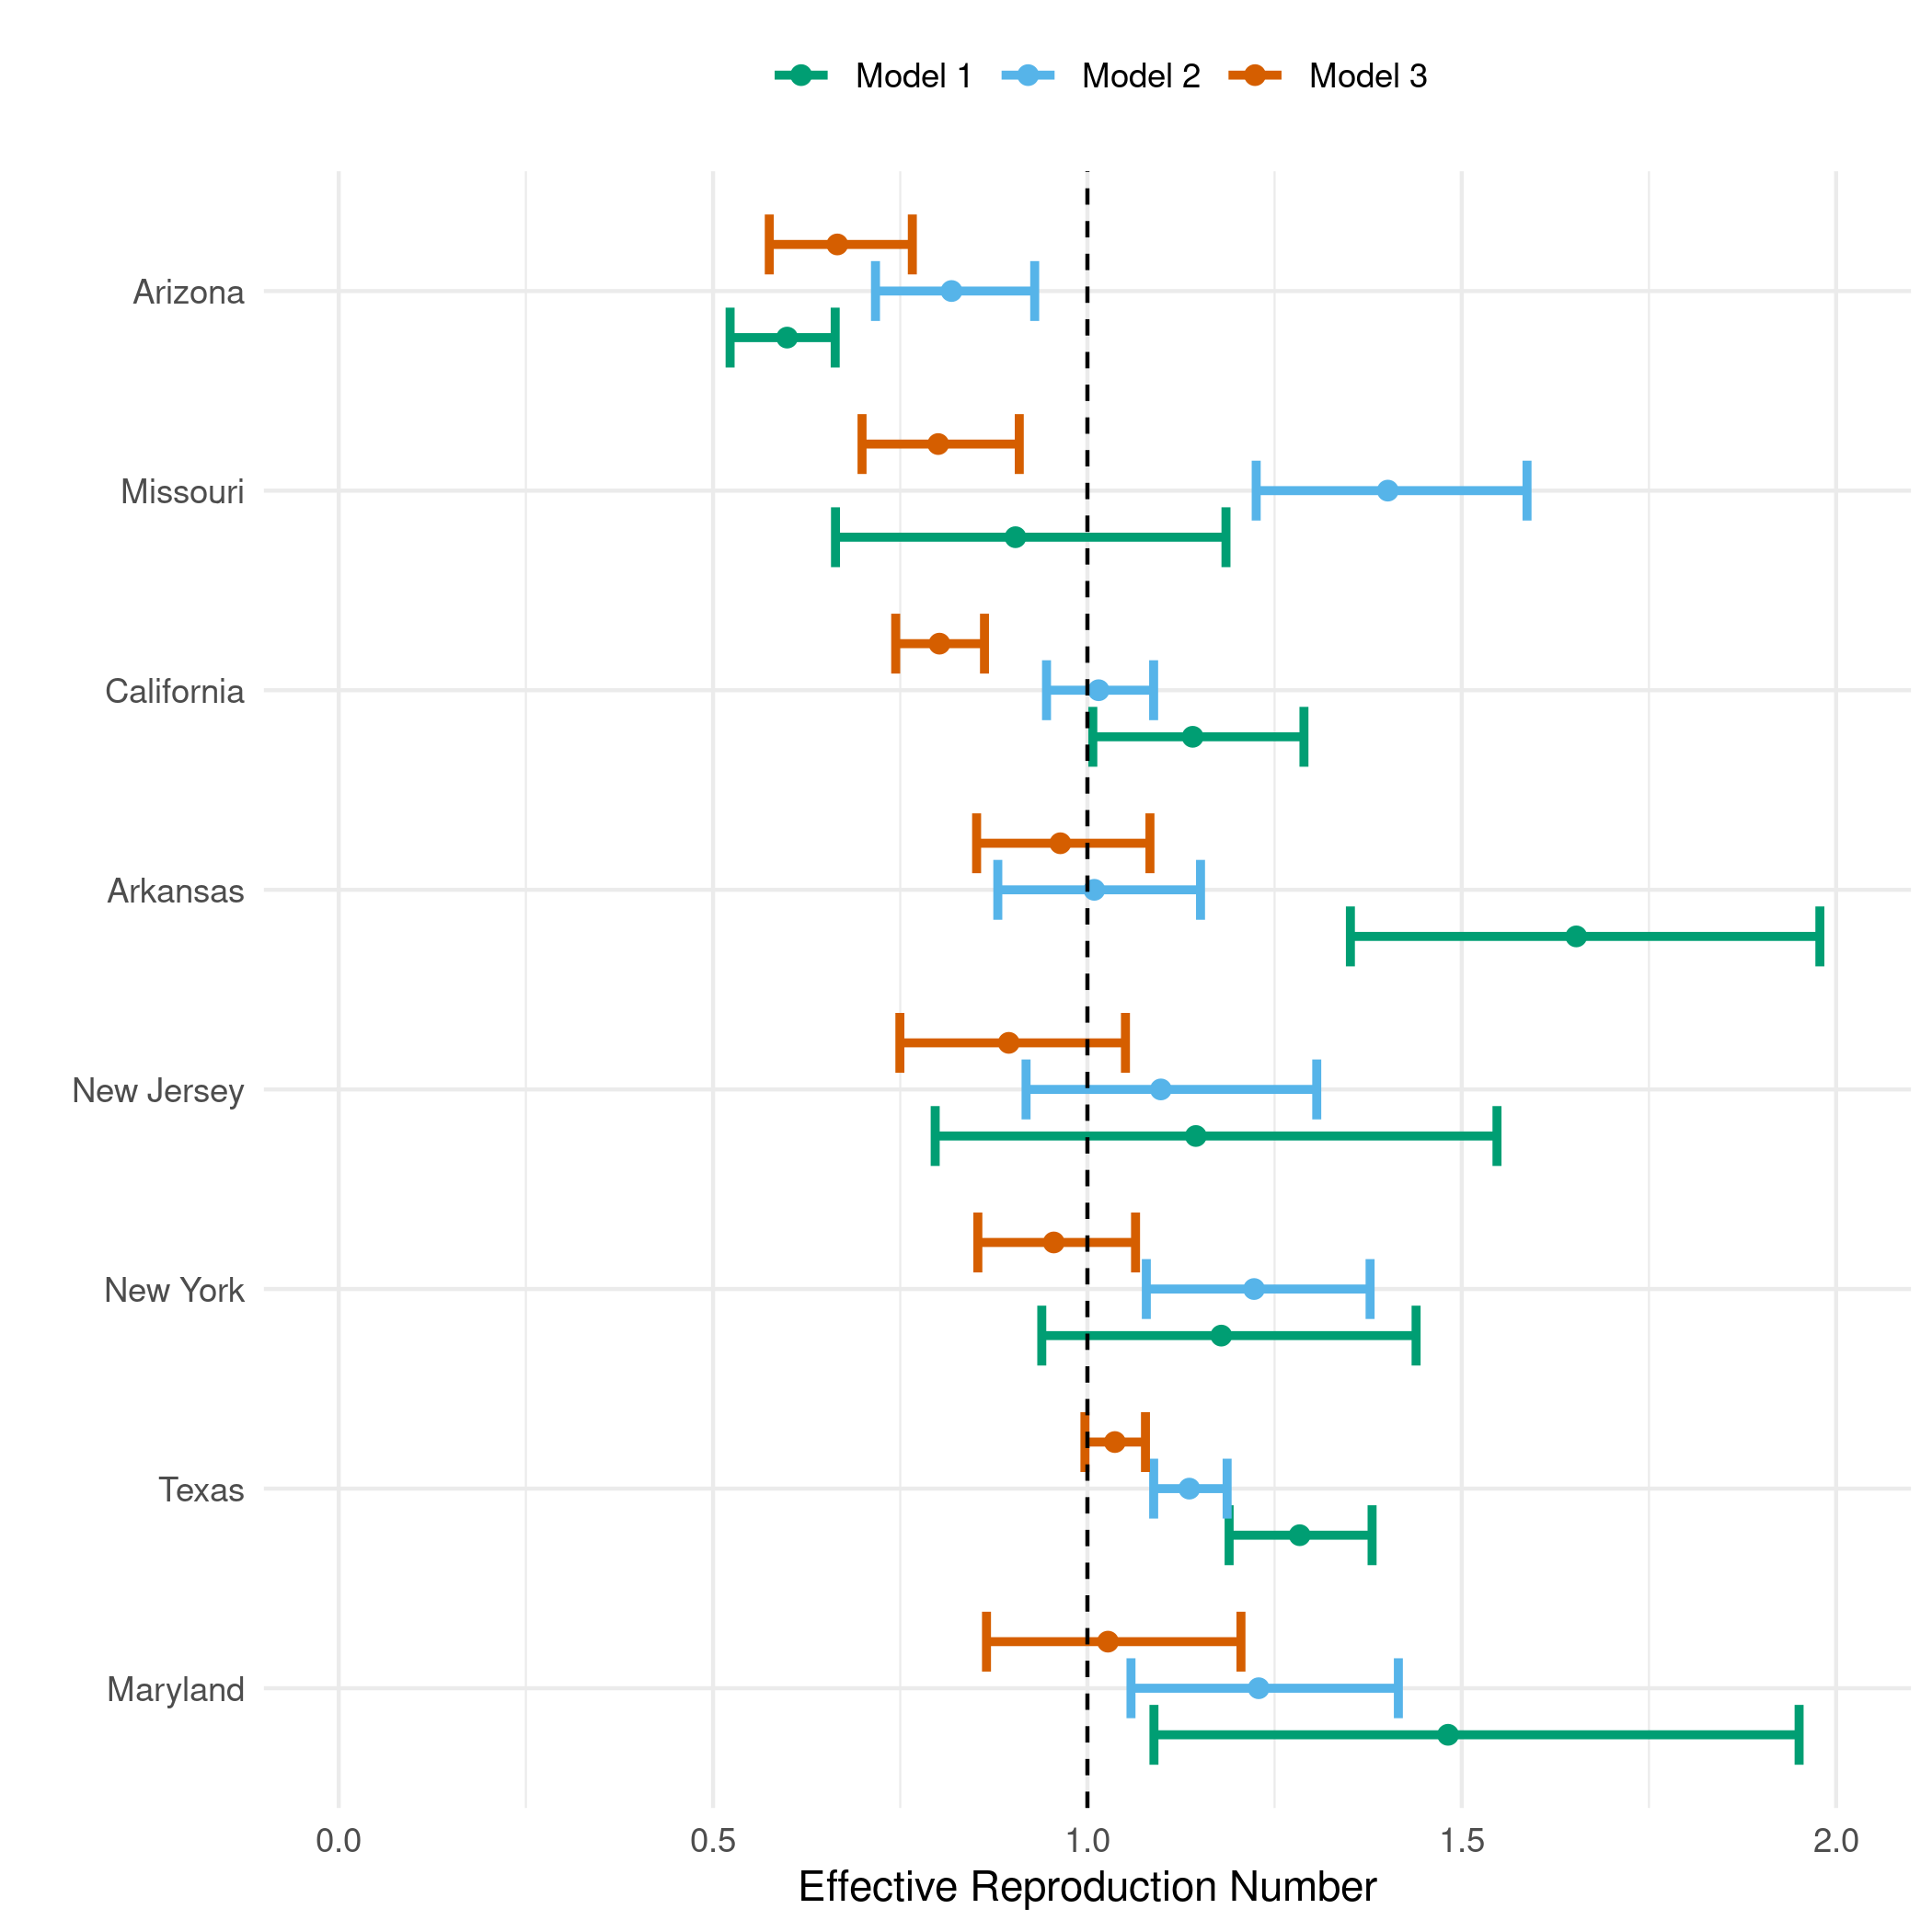 Model 1 Model 2 Model 3
Arizona
Missouri
California
Arkansas
New Jersey
New York
Texas
Maryland
0.0 0.5 1.0 1.5 2.0
Effective Reproduction Number